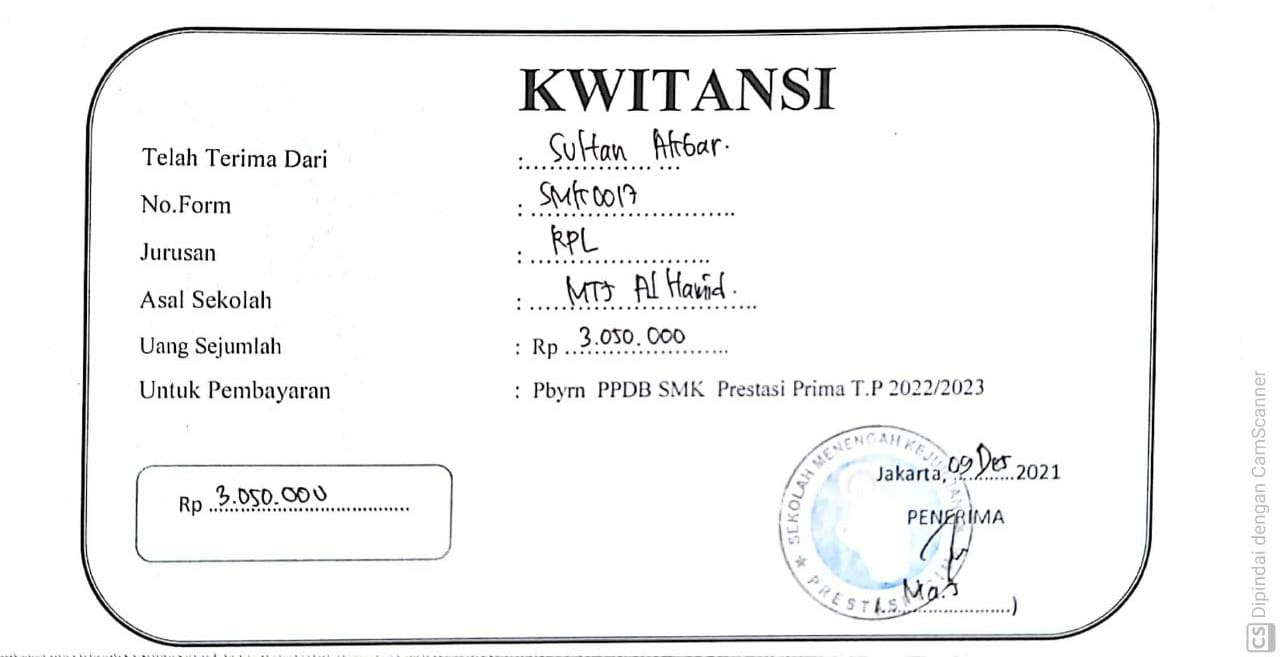 KWITANSI
Telah Terima Dari : Sultan Akbar.
No.Form : SMK0017
Jurusan : RPL
Asal Sekolah : MTS Al Hamid.
Uang Sejumlah : Rp 3.050.000
Untuk Pembayaran : Pbyrn PPDB SMK Prestasi Prima T.P 2022/2023
SEKOLAH MENENGAH KEJURUAN
Jakarta, 09 Des 2021
Rp 3.050.000
PENERIMA
PRESTASI
CS Dipindai dengan CamScanner